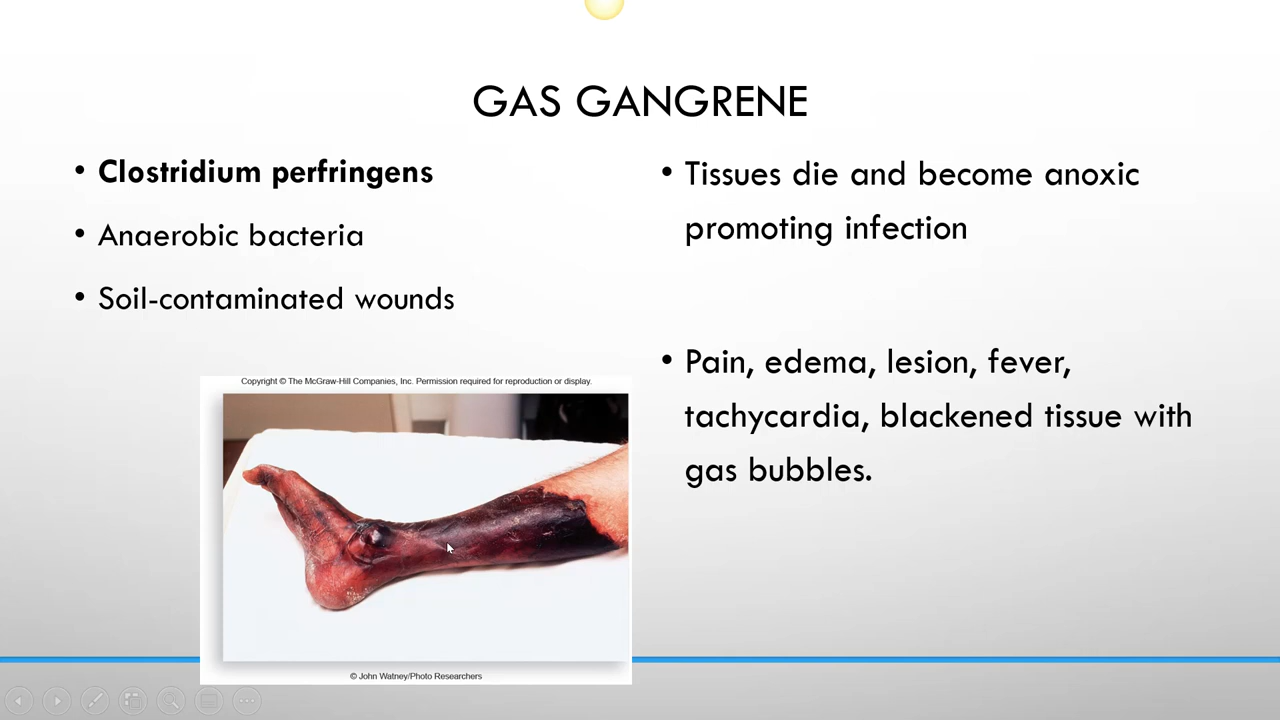 GAS GANGRENE
• Clostridium perfringens
• Anaerobic bacteria
• Soil-contaminated wounds
Copyright © The McGraw-Hill Companies, Inc. Permission required for reproduction or display.
© John Watney/Photo Researchers
• Tissues die and become anoxic
promoting infection
• Pain, edema, lesion, fever,
tachycardia, blackened tissue with
gas bubbles.